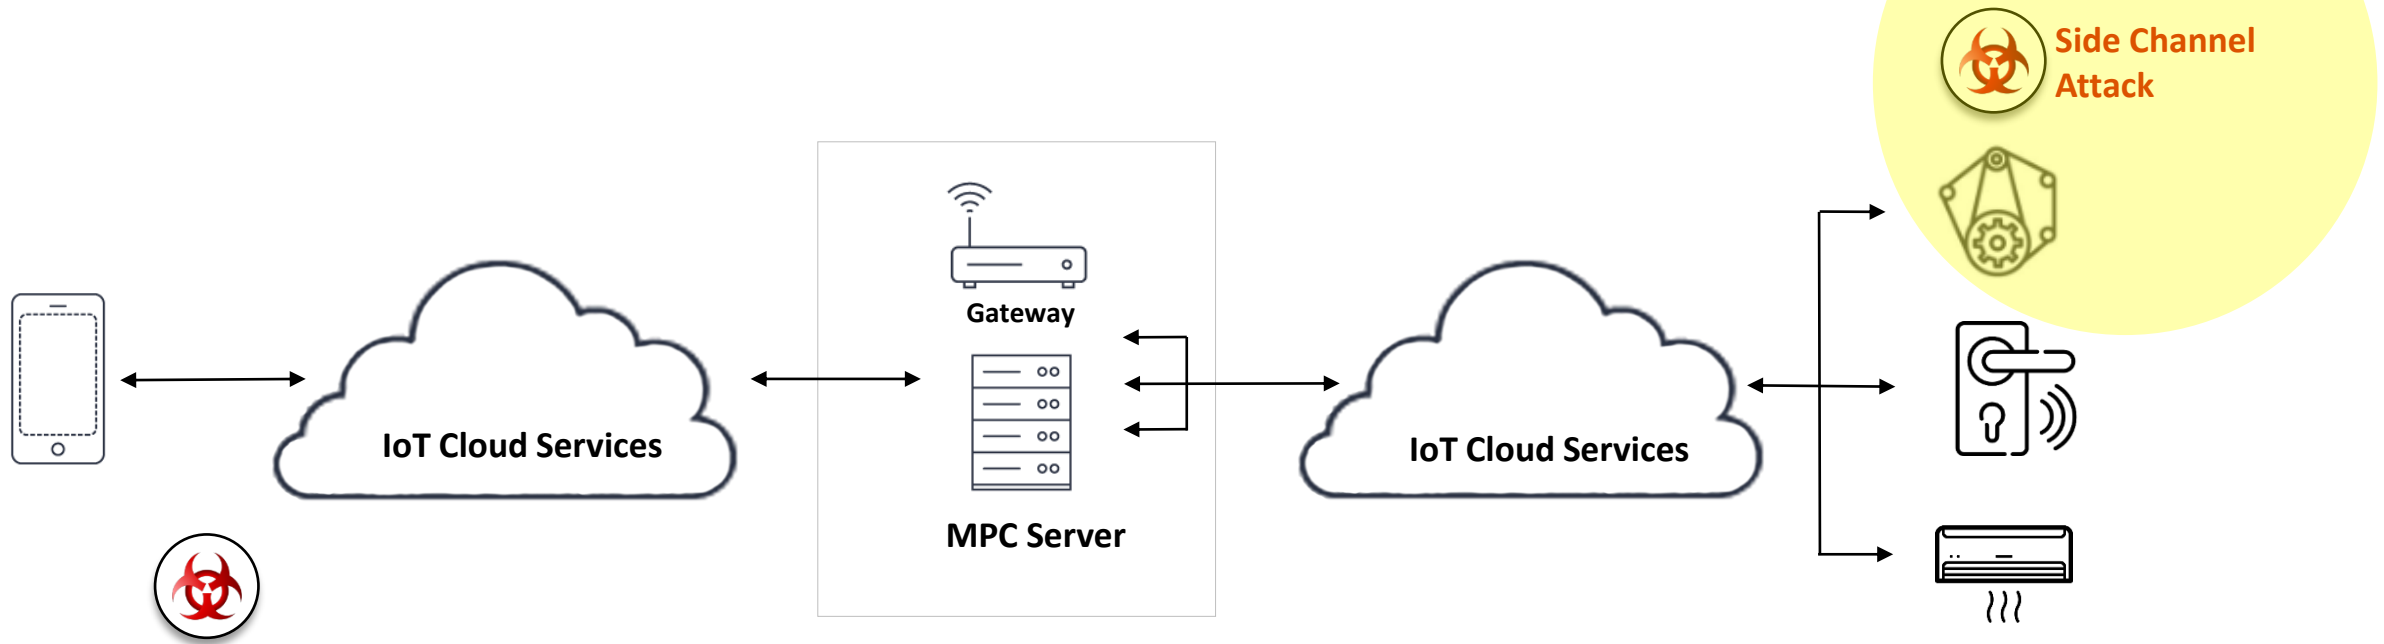 Side Channel
Attack
Gateway
IoT Cloud Services
IoT Cloud Services
MPC Server